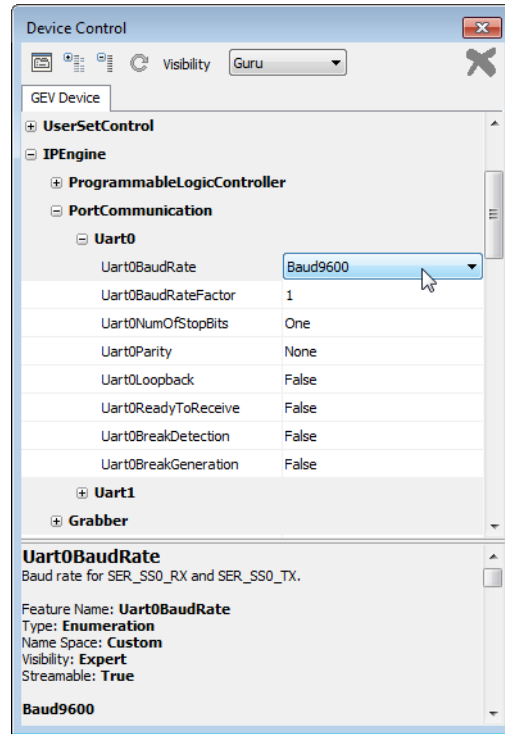 Device Control
Visibility Guru
GEV Device
UserSetControl
IPEngine
ProgrammableLogicController
PortCommunication
Uart0
Uart0BaudRate Baud9600
Uart0BaudRateFactor 1
Uart0NumOfStopBits One
Uart0Parity None
Uart0Loopback False
Uart0ReadyToReceive False
Uart0BreakDetection False
Uart0BreakGeneration False
Uart1
Grabber
Uart0BaudRate
Baud rate for SER_SS0_RX and SER_SS0_TX.
Feature Name: Uart0BaudRate
Type: Enumeration
Name Space: Custom
Visibility: Expert
Streamable: True
Baud9600